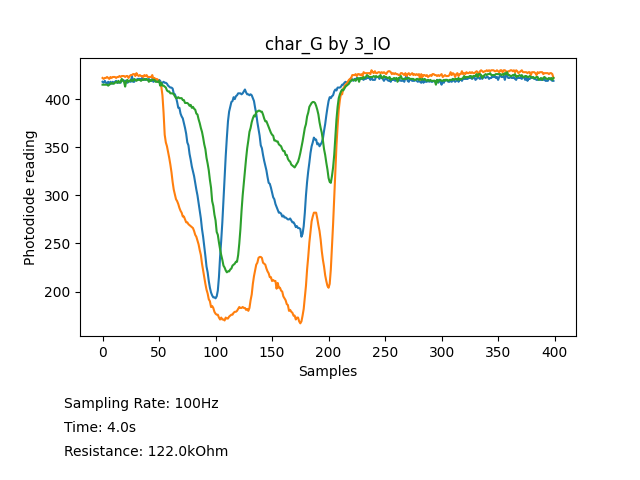 char_G by 3_IO
Photodiode reading
400
350
300
250
200
0 50 100 150 200 250 300 350 400
Samples
Sampling Rate: 100Hz
Time: 4.0s
Resistance: 122.0kOhm